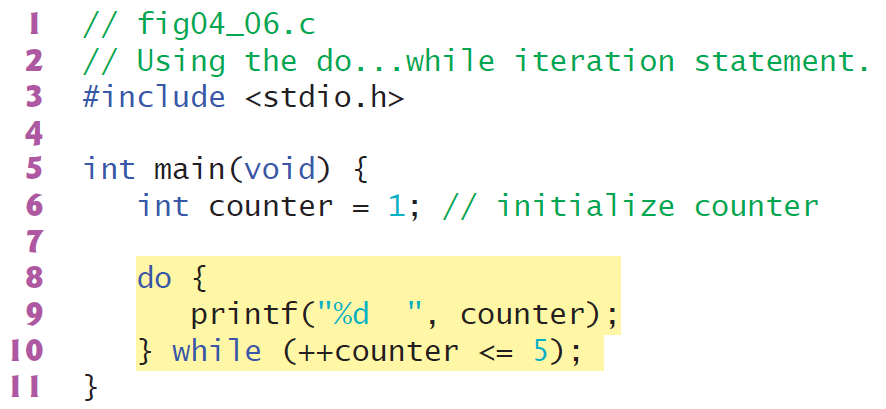 1 // fig04_06.c
2 // Using the do...while iteration statement.
3 #include <stdio.h>
4
5 int main(void) {
6    int counter = 1; // initialize counter
7
8    do {
9       printf("%d  ", counter);
10    } while (++counter <= 5);
11 }